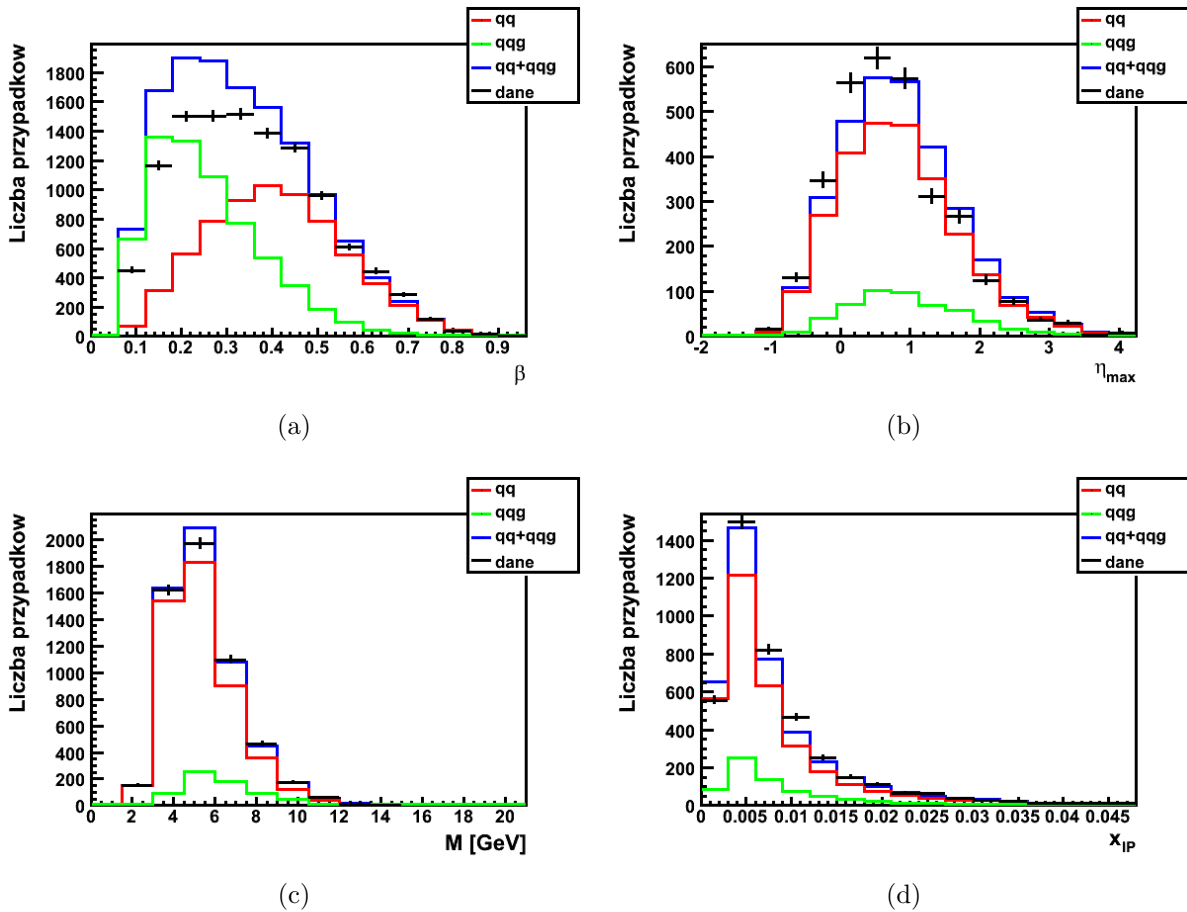 qq
qqg
qq+qqg
dane
Liczba przypadkow
1800
1600
1400
1200
1000
800
600
400
200
0
0 0.1 0.2 0.3 0.4 0.5 0.6 0.7 0.8 0.9
β
(a)
qq
qqg
qq+qqg
dane
Liczba przypadkow
600
500
400
300
200
100
0
-2 -1 0 1 2 3 4
ηmax
(b)
qq
qqg
qq+qqg
dane
Liczba przypadkow
2000
1800
1600
1400
1200
1000
800
600
400
200
0
0 2 4 6 8 10 12 14 16 18 20
M [GeV]
(c)
qq
qqg
qq+qqg
dane
Liczba przypadkow
1400
1200
1000
800
600
400
200
0
0 0.005 0.01 0.015 0.02 0.025 0.03 0.035 0.04 0.045
xIP
(d)